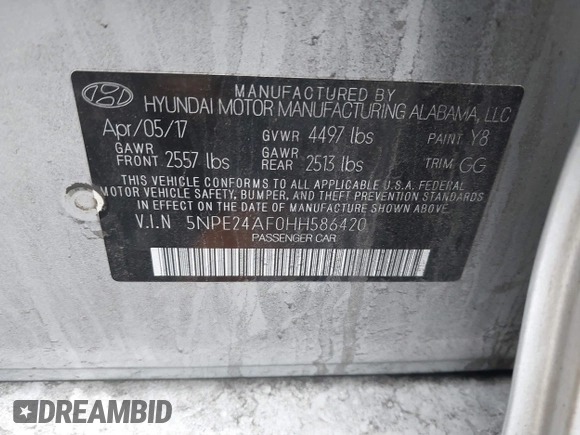 MANUFACTURED BY
HYUNDAI MOTOR MANUFACTURING ALABAMA, LLC
Apr/05/17 GVWR 4497 lbs PAINT: Y8
GAWR FRONT 2557 lbs GAWR REAR 2513 lbs TRIM: GG
THIS VEHICLE CONFORMS TO ALL APPLICABLE U.S.A. FEDERAL
MOTOR VEHICLE SAFETY, BUMPER, AND THEFT PREVENTION STANDARDS
IN EFFECT ON THE DATE OF MANUFACTURE SHOWN ABOVE.
V.I.N 5NPE24AF0HH586420
PASSENGER CAR
DREAMBID